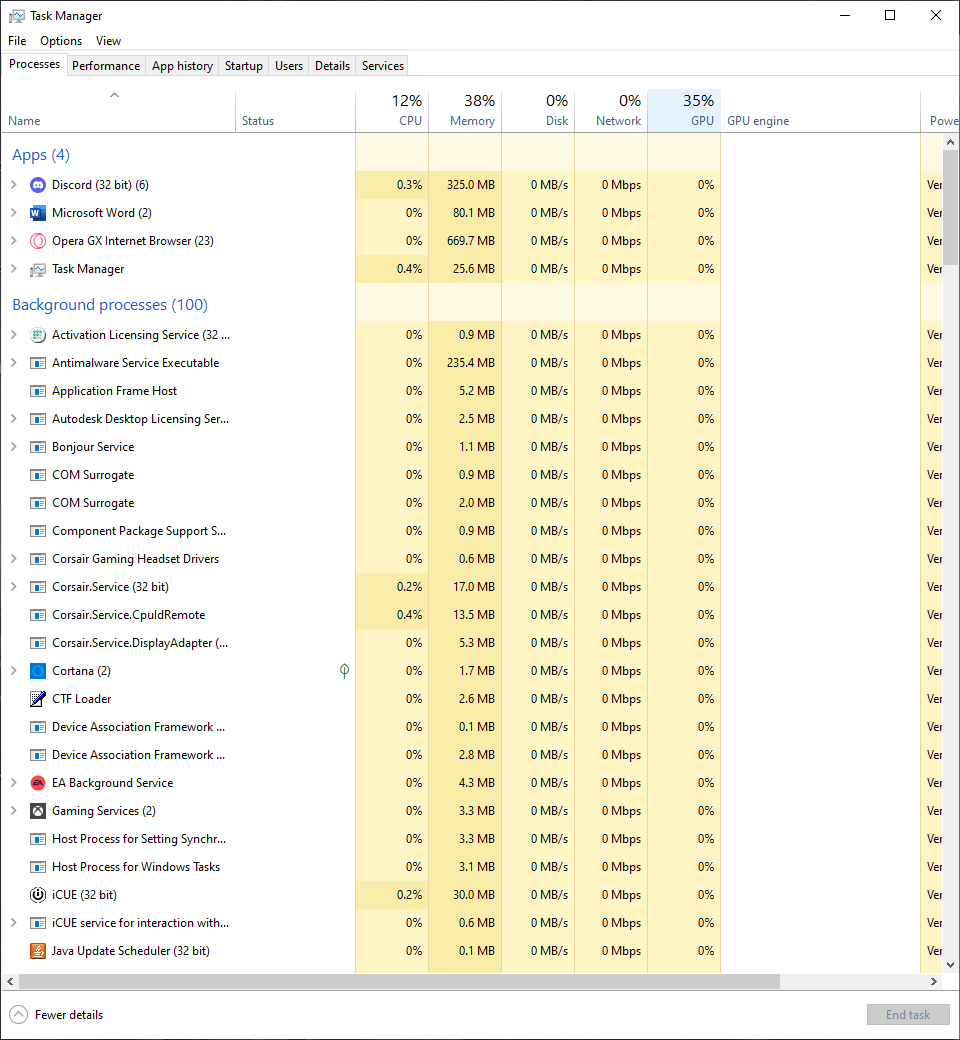 Task Manager
File Options View
Processes Performance App history Startup Users Details Services
12% 38% 0% 0% 35%
Name Status CPU Memory Disk Network GPU GPU engine Powe
Apps (4)
Discord (32 bit) (6) 0.3% 325.0 MB 0 MB/s 0 Mbps 0% Ver
Microsoft Word (2) 0% 80.1 MB 0 MB/s 0 Mbps 0% Ver
Opera GX Internet Browser (23) 0% 669.7 MB 0 MB/s 0 Mbps 0% Ver
Task Manager 0.4% 25.6 MB 0 MB/s 0 Mbps 0% Ver
Background processes (100)
Activation Licensing Service (32 ... 0% 0.9 MB 0 MB/s 0 Mbps 0% Ver
Antimalware Service Executable 0% 235.4 MB 0 MB/s 0 Mbps 0% Ver
Application Frame Host 0% 5.2 MB 0 MB/s 0 Mbps 0% Ver
Autodesk Desktop Licensing Ser... 0% 2.5 MB 0 MB/s 0 Mbps 0% Ver
Bonjour Service 0% 1.1 MB 0 MB/s 0 Mbps 0% Ver
COM Surrogate 0% 0.9 MB 0 MB/s 0 Mbps 0% Ver
COM Surrogate 0% 2.0 MB 0 MB/s 0 Mbps 0% Ver
Component Package Support S... 0% 0.9 MB 0 MB/s 0 Mbps 0% Ver
Corsair Gaming Headset Drivers 0% 0.6 MB 0 MB/s 0 Mbps 0% Ver
Corsair.Service (32 bit) 0.2% 17.0 MB 0 MB/s 0 Mbps 0% Ver
Corsair.Service.CpuIdRemote 0.4% 13.5 MB 0 MB/s 0 Mbps 0% Ver
Corsair.Service.DisplayAdapter (... 0% 5.3 MB 0 MB/s 0 Mbps 0% Ver
Cortana (2) 0% 1.7 MB 0 MB/s 0 Mbps 0% Ver
CTF Loader 0% 2.6 MB 0 MB/s 0 Mbps 0% Ver
Device Association Framework ... 0% 0.1 MB 0 MB/s 0 Mbps 0% Ver
Device Association Framework ... 0% 2.8 MB 0 MB/s 0 Mbps 0% Ver
EA Background Service 0% 4.3 MB 0 MB/s 0 Mbps 0% Ver
Gaming Services (2) 0% 3.3 MB 0 MB/s 0 Mbps 0% Ver
Host Process for Setting Synchr... 0% 3.3 MB 0 MB/s 0 Mbps 0% Ver
Host Process for Windows Tasks 0% 3.1 MB 0 MB/s 0 Mbps 0% Ver
iCUE (32 bit) 0.2% 30.0 MB 0 MB/s 0 Mbps 0% Ver
iCUE service for interaction with... 0% 0.6 MB 0 MB/s 0 Mbps 0% Ver
Java Update Scheduler (32 bit) 0% 0.1 MB 0 MB/s 0 Mbps 0% Ver
Fewer details End task